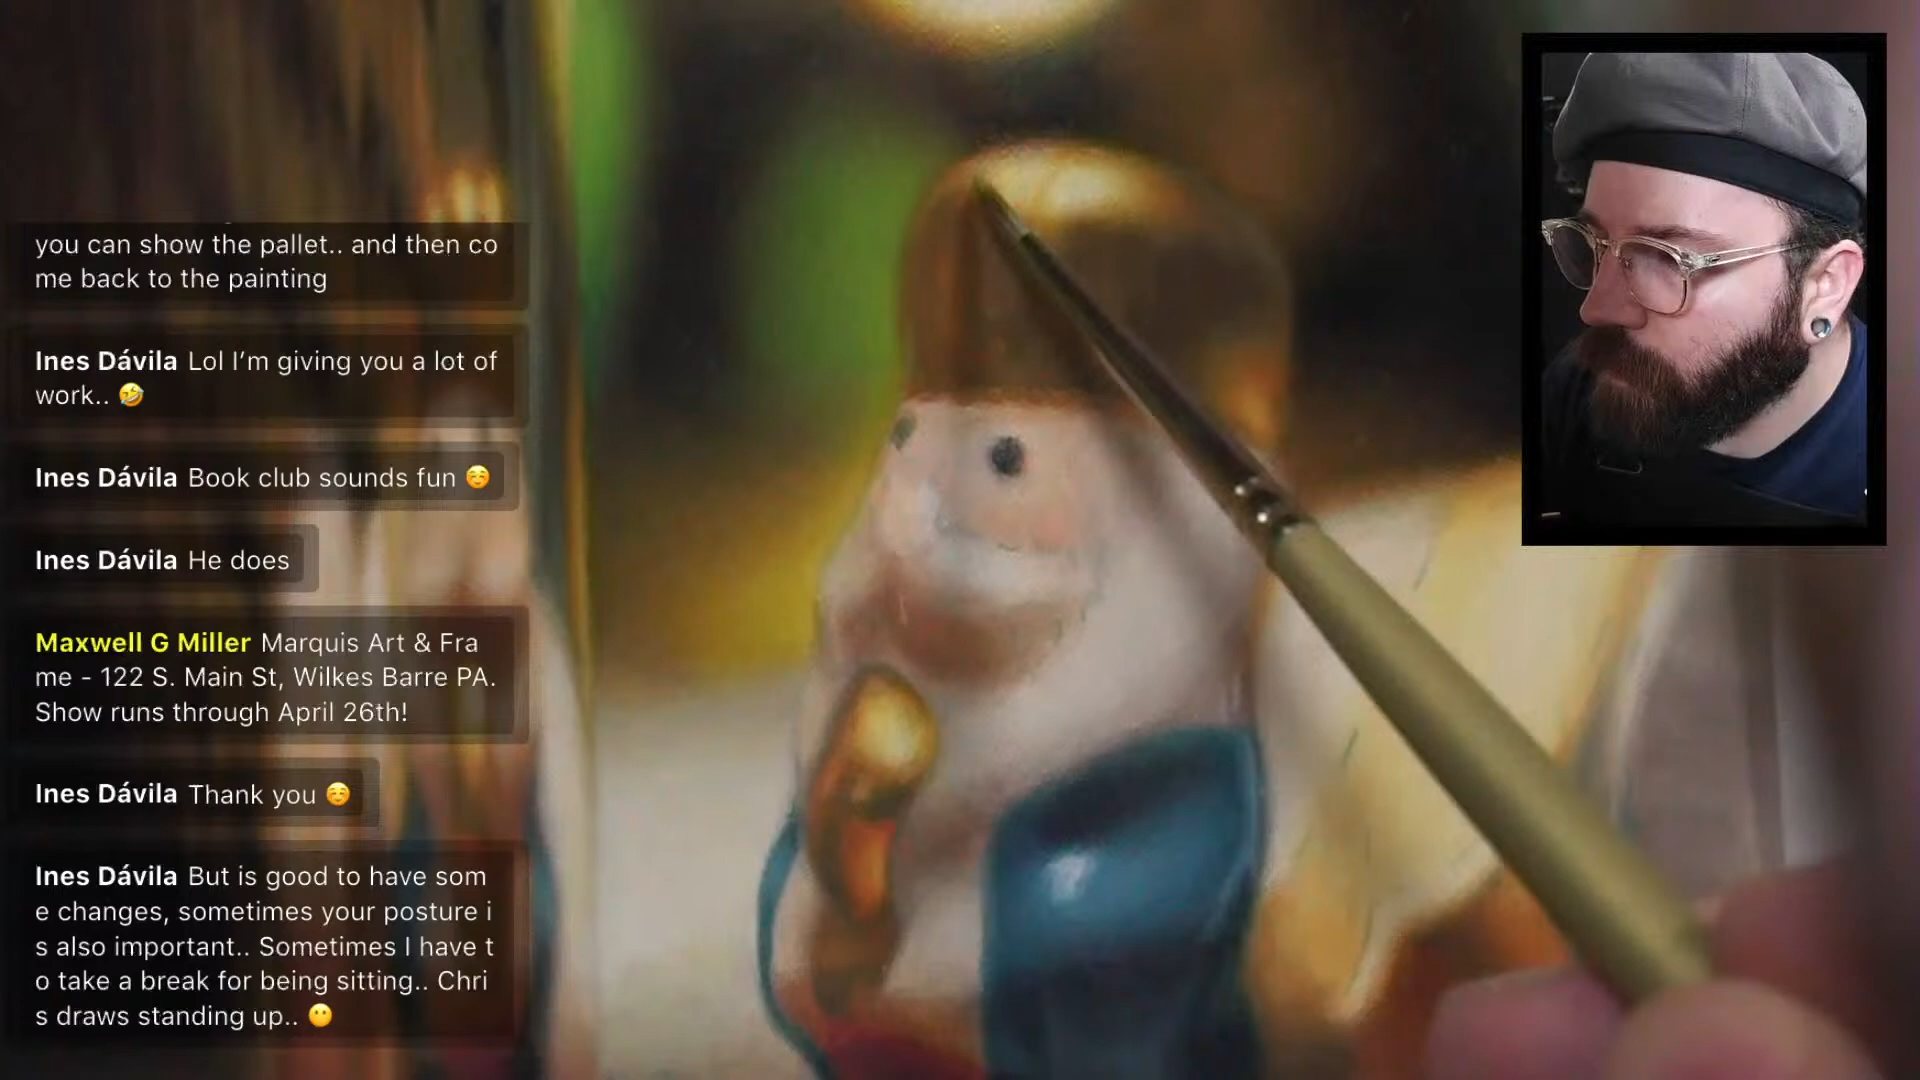 you can show the pallet.. and then co
me back to the painting
Ines Dávila Lol I’m giving you a lot of
work.. 🤣
Ines Dávila Book club sounds fun ☺️
Ines Dávila He does
Maxwell G Miller Marquis Art & Fra
me - 122 S. Main St, Wilkes Barre PA.
Show runs through April 26th!
Ines Dávila Thank you ☺️
Ines Dávila But is good to have som
e changes, sometimes your posture i
s also important.. Sometimes I have t
o take a break for being sitting.. Chri
s draws standing up.. 😶